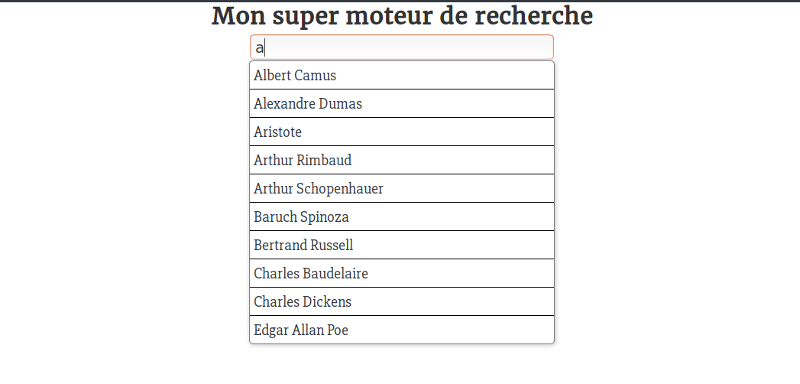 Mon super moteur de recherche
a
Albert Camus
Alexandre Dumas
Aristote
Arthur Rimbaud
Arthur Schopenhauer
Baruch Spinoza
Bertrand Russell
Charles Baudelaire
Charles Dickens
Edgar Allan Poe